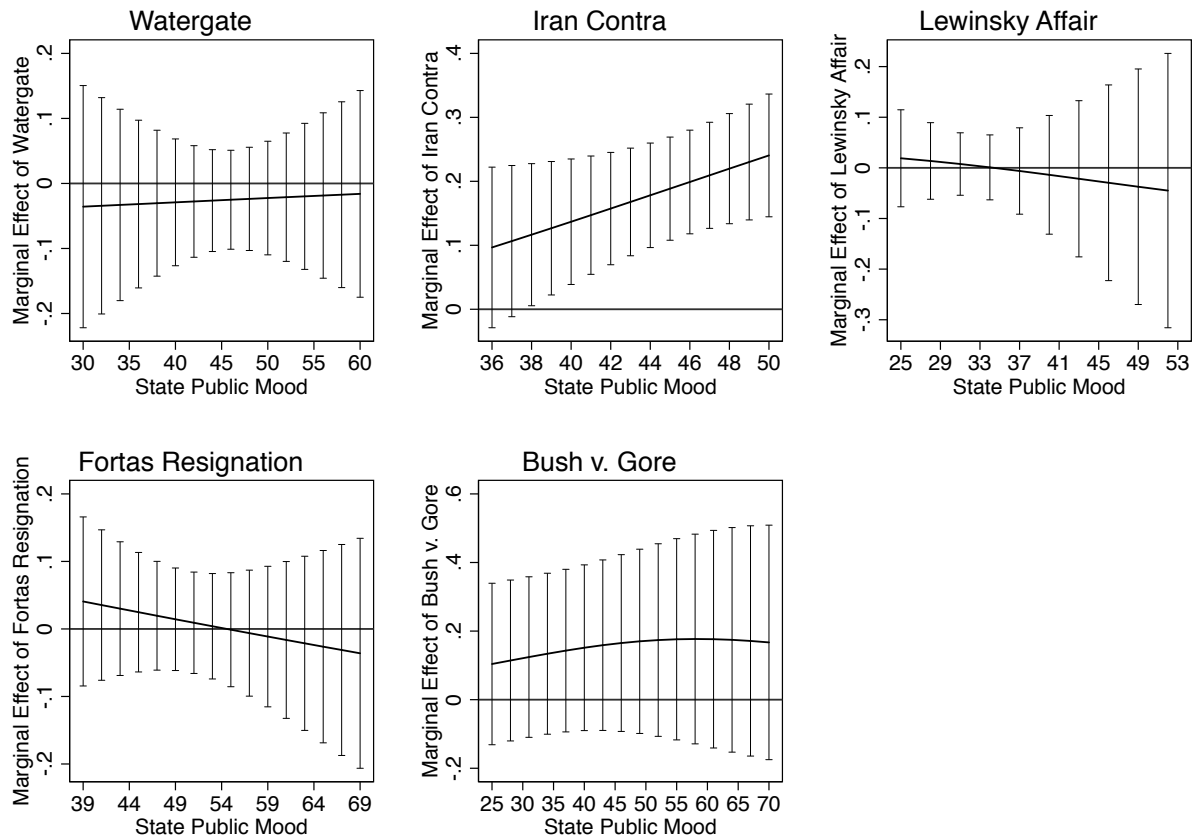 Watergate
Marginal Effect of Watergate
.2
.1
0
-.1
-.2
30 35 40 45 50 55 60
State Public Mood
Iran Contra
Marginal Effect of Iran Contra
.4
.3
.2
.1
0
36 38 40 42 44 46 48 50
State Public Mood
Lewinsky Affair
Marginal Effect of Lewinsky Affair
.2
.1
0
-.1
-.2
-.3
25 29 33 37 41 45 49 53
State Public Mood
Fortas Resignation
Marginal Effect of Fortas Resignation
.2
.1
0
-.1
-.2
39 44 49 54 59 64 69
State Public Mood
Bush v. Gore
Marginal Effect of Bush v. Gore
.6
.4
.2
0
-.2
25 30 35 40 45 50 55 60 65 70
State Public Mood